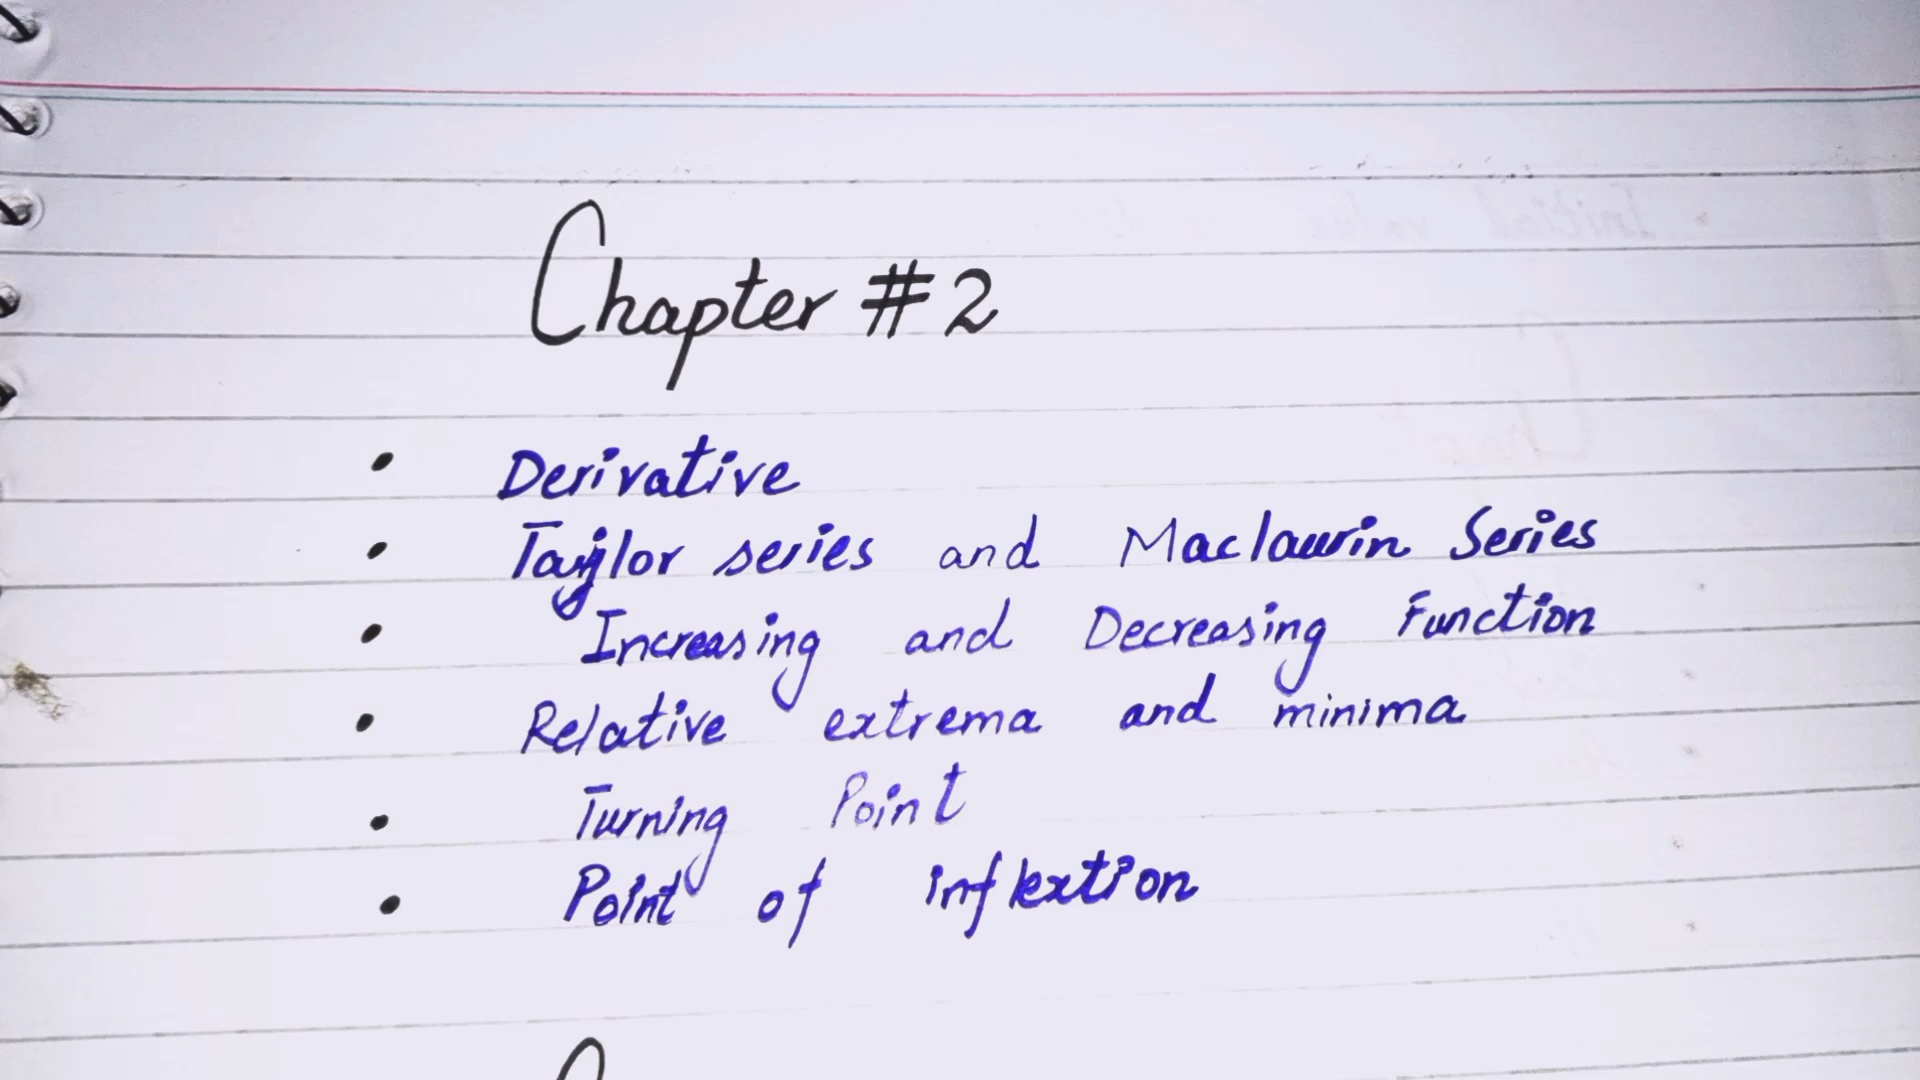 Chapter #2
• Derivative
• Taylor series and Maclaurin Series
• Increasing and Decreasing Function
• Relative extrema and minima
• Turning Point
• Point of inflextion